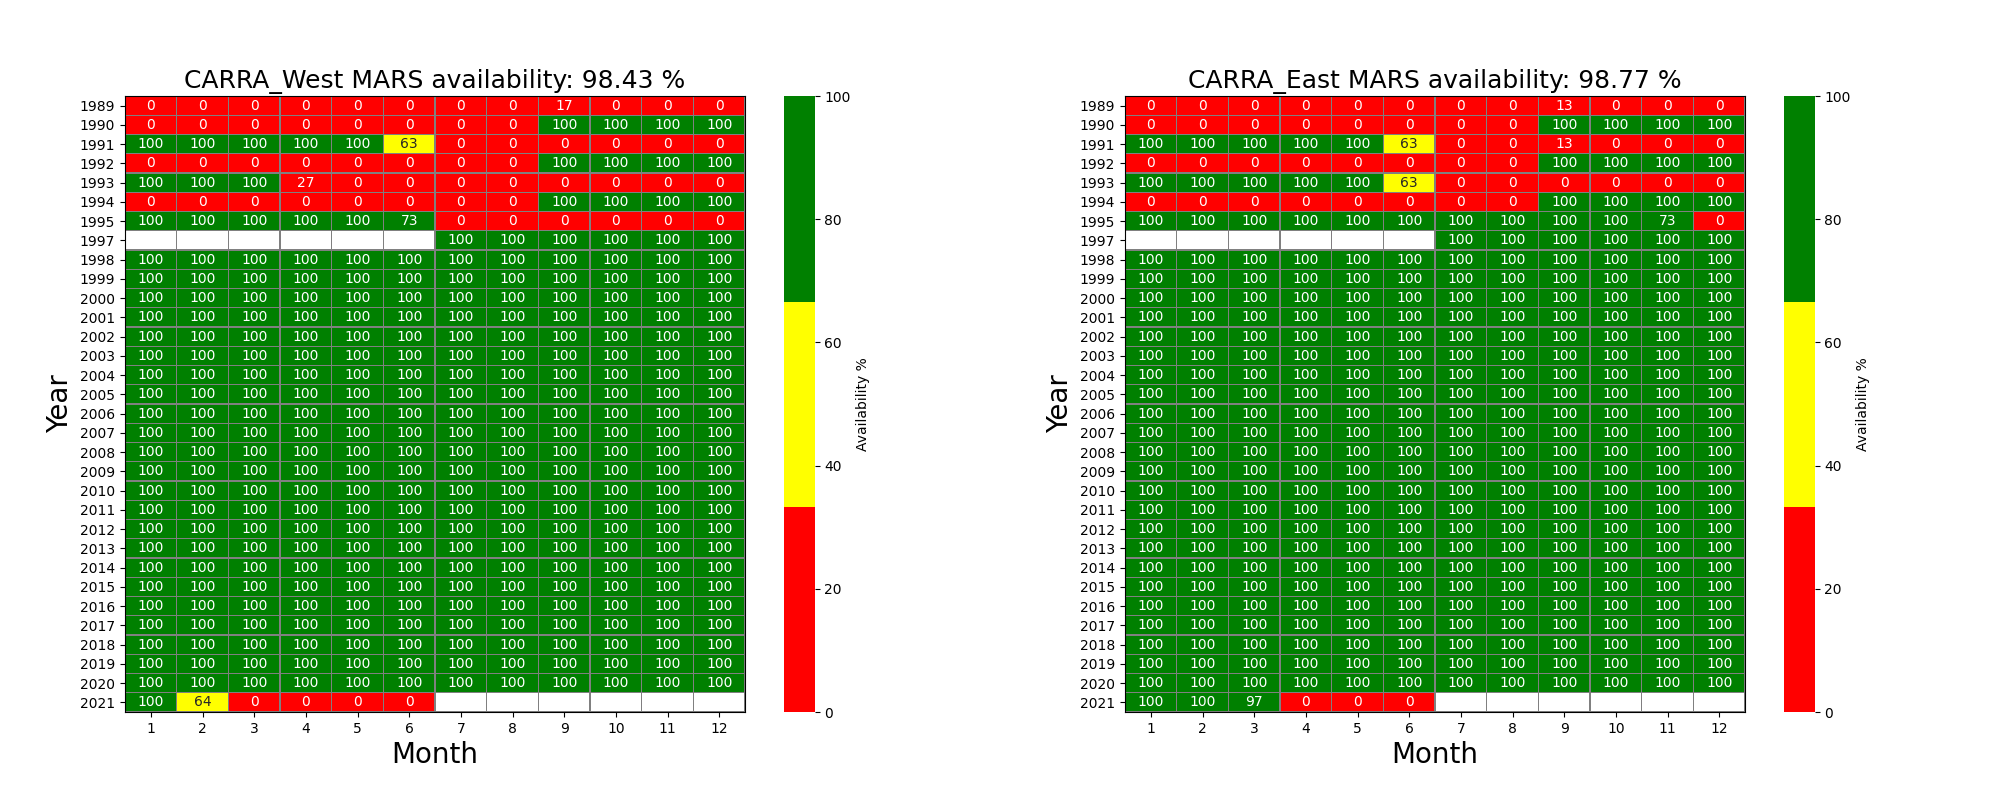 CARRA_West MARS availability: 98.43 %
1989 0 0 0 0 0 0 0 0 17 0 0 0
1990 0 0 0 0 0 0 0 0 100 100 100 100
1991 100 100 100 100 100 63 0 0 0 0 0 0
1992 0 0 0 0 0 0 0 0 100 100 100 100
1993 100 100 100 27 0 0 0 0 0 0 0 0
1994 0 0 0 0 0 0 0 0 100 100 100 100
1995 100 100 100 100 100 73 0 0 0 0 0 0
1997 100 100 100 100 100 100
1998 100 100 100 100 100 100 100 100 100 100 100 100
1999 100 100 100 100 100 100 100 100 100 100 100 100
2000 100 100 100 100 100 100 100 100 100 100 100 100
2001 100 100 100 100 100 100 100 100 100 100 100 100
2002 100 100 100 100 100 100 100 100 100 100 100 100
2003 100 100 100 100 100 100 100 100 100 100 100 100
2004 100 100 100 100 100 100 100 100 100 100 100 100
2005 100 100 100 100 100 100 100 100 100 100 100 100
2006 100 100 100 100 100 100 100 100 100 100 100 100
2007 100 100 100 100 100 100 100 100 100 100 100 100
2008 100 100 100 100 100 100 100 100 100 100 100 100
2009 100 100 100 100 100 100 100 100 100 100 100 100
2010 100 100 100 100 100 100 100 100 100 100 100 100
2011 100 100 100 100 100 100 100 100 100 100 100 100
2012 100 100 100 100 100 100 100 100 100 100 100 100
2013 100 100 100 100 100 100 100 100 100 100 100 100
2014 100 100 100 100 100 100 100 100 100 100 100 100
2015 100 100 100 100 100 100 100 100 100 100 100 100
2016 100 100 100 100 100 100 100 100 100 100 100 100
2017 100 100 100 100 100 100 100 100 100 100 100 100
2018 100 100 100 100 100 100 100 100 100 100 100 100
2019 100 100 100 100 100 100 100 100 100 100 100 100
2020 100 100 100 100 100 100 100 100 100 100 100 100
2021 100 64 0 0 0 0
1 2 3 4 5 6 7 8 9 10 11 12
Month
Year
100
80
60
40
20
0
Availability %
CARRA_East MARS availability: 98.77 %
1989 0 0 0 0 0 0 0 0 13 0 0 0
1990 0 0 0 0 0 0 0 0 100 100 100 100
1991 100 100 100 100 100 63 0 0 13 0 0 0
1992 0 0 0 0 0 0 0 0 100 100 100 100
1993 100 100 100 100 100 63 0 0 0 0 0 0
1994 0 0 0 0 0 0 0 0 100 100 100 100
1995 100 100 100 100 100 100 100 100 100 100 73 0
1997 100 100 100 100 100 100
1998 100 100 100 100 100 100 100 100 100 100 100 100
1999 100 100 100 100 100 100 100 100 100 100 100 100
2000 100 100 100 100 100 100 100 100 100 100 100 100
2001 100 100 100 100 100 100 100 100 100 100 100 100
2002 100 100 100 100 100 100 100 100 100 100 100 100
2003 100 100 100 100 100 100 100 100 100 100 100 100
2004 100 100 100 100 100 100 100 100 100 100 100 100
2005 100 100 100 100 100 100 100 100 100 100 100 100
2006 100 100 100 100 100 100 100 100 100 100 100 100
2007 100 100 100 100 100 100 100 100 100 100 100 100
2008 100 100 100 100 100 100 100 100 100 100 100 100
2009 100 100 100 100 100 100 100 100 100 100 100 100
2010 100 100 100 100 100 100 100 100 100 100 100 100
2011 100 100 100 100 100 100 100 100 100 100 100 100
2012 100 100 100 100 100 100 100 100 100 100 100 100
2013 100 100 100 100 100 100 100 100 100 100 100 100
2014 100 100 100 100 100 100 100 100 100 100 100 100
2015 100 100 100 100 100 100 100 100 100 100 100 100
2016 100 100 100 100 100 100 100 100 100 100 100 100
2017 100 100 100 100 100 100 100 100 100 100 100 100
2018 100 100 100 100 100 100 100 100 100 100 100 100
2019 100 100 100 100 100 100 100 100 100 100 100 100
2020 100 100 100 100 100 100 100 100 100 100 100 100
2021 100 100 97 0 0 0
1 2 3 4 5 6 7 8 9 10 11 12
Month
Year
100
80
60
40
20
0
Availability %